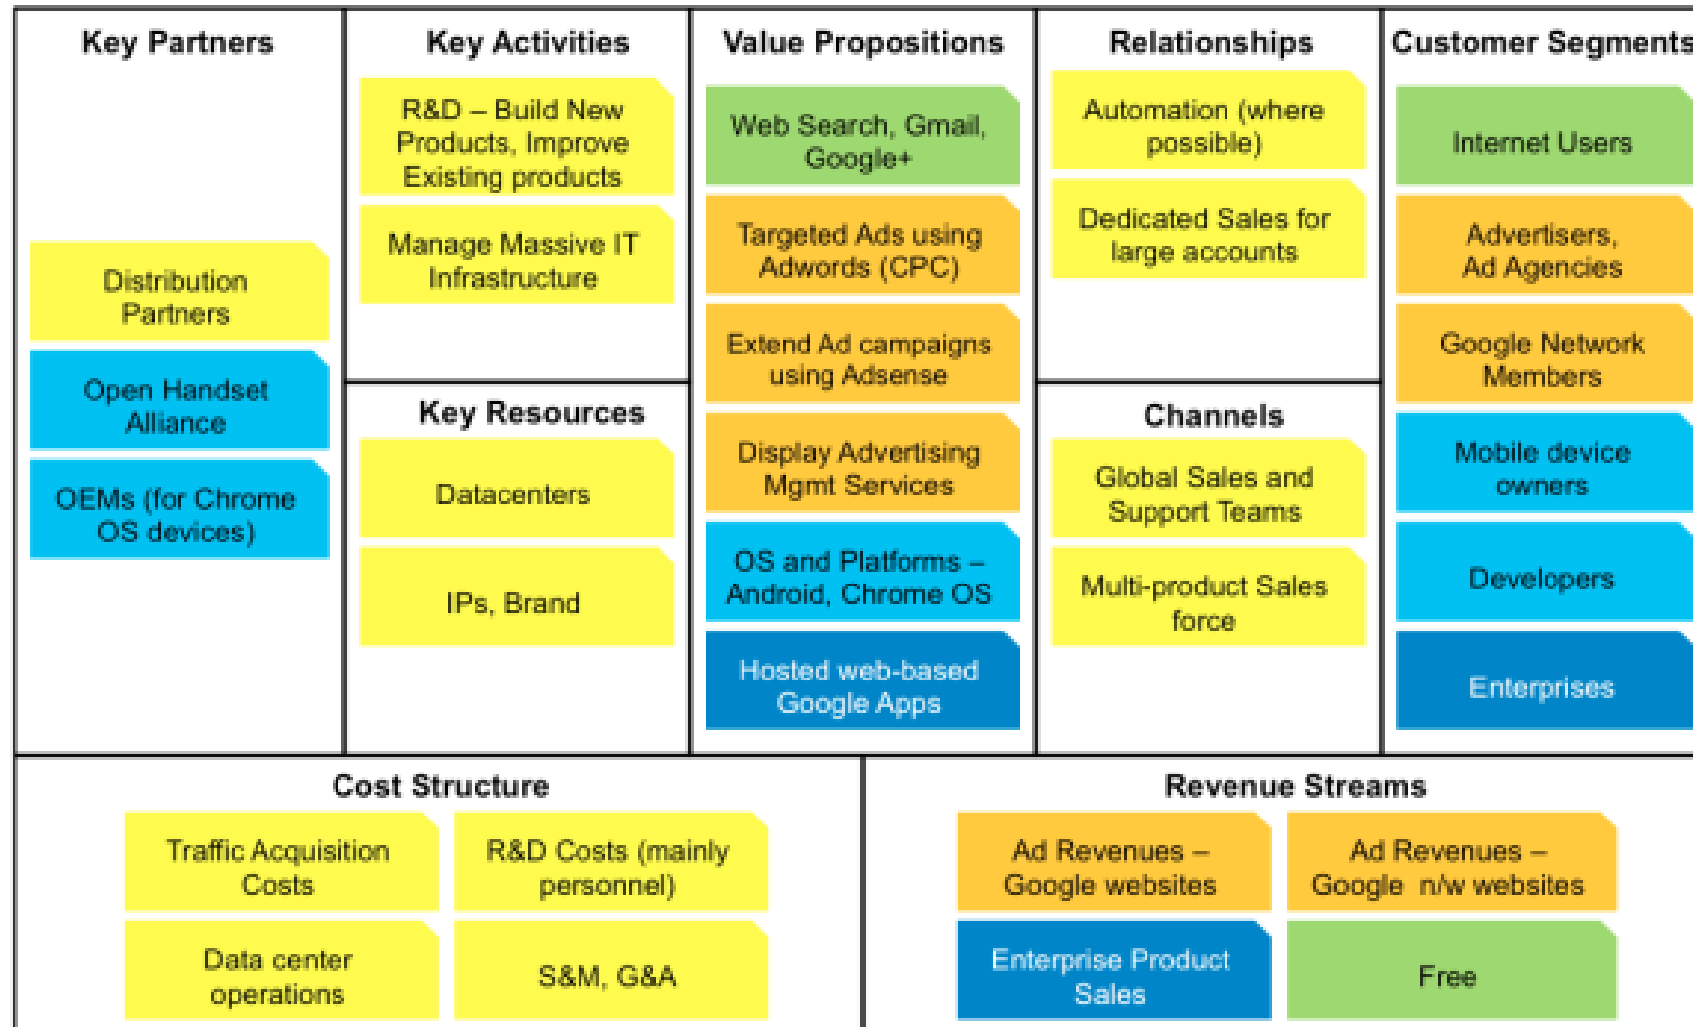 Key Partners
Distribution
Partners
Open Handset
Alliance
OEMs (for Chrome
OS devices)
Key Activities
R&D – Build New
Products, Improve
Existing products
Manage Massive IT
Infrastructure
Key Resources
Datacenters
IPs, Brand
Value Propositions
Web Search, Gmail,
Google+
Targeted Ads using
Adwords (CPC)
Extend Ad campaigns
using Adsense
Display Advertising
Mgmt Services
OS and Platforms –
Android, Chrome OS
Hosted web-based
Google Apps
Relationships
Automation (where
possible)
Dedicated Sales for
large accounts
Channels
Global Sales and
Support Teams
Multi-product Sales
force
Customer Segments
Internet Users
Advertisers,
Ad Agencies
Google Network
Members
Mobile device
owners
Developers
Enterprises
Cost Structure
Traffic Acquisition
Costs
R&D Costs (mainly
personnel)
Data center
operations
S&M, G&A
Revenue Streams
Ad Revenues –
Google websites
Ad Revenues –
Google n/w websites
Enterprise Product
Sales
Free